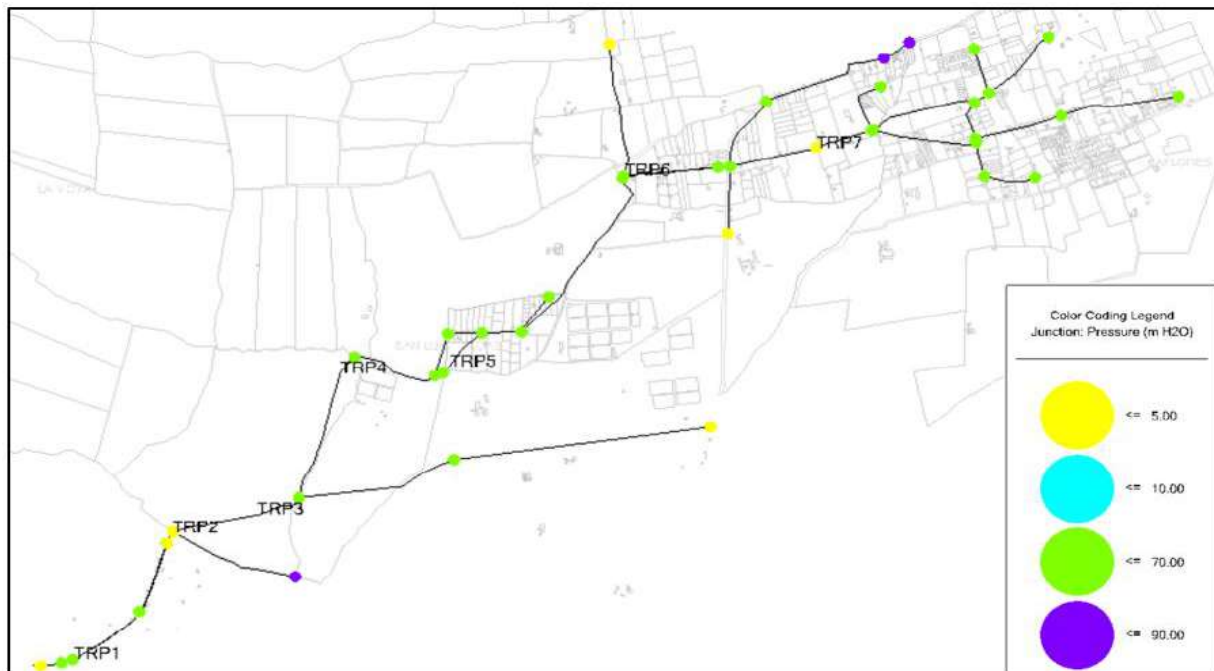 TRP6
TRP7
TRP5
TRP4
TRP3
TRP2
TRP1
Color Coding Legend
Junction: Pressure (m H2O)
<= 5.00
<= 10.00
<= 70.00
<= 90.00